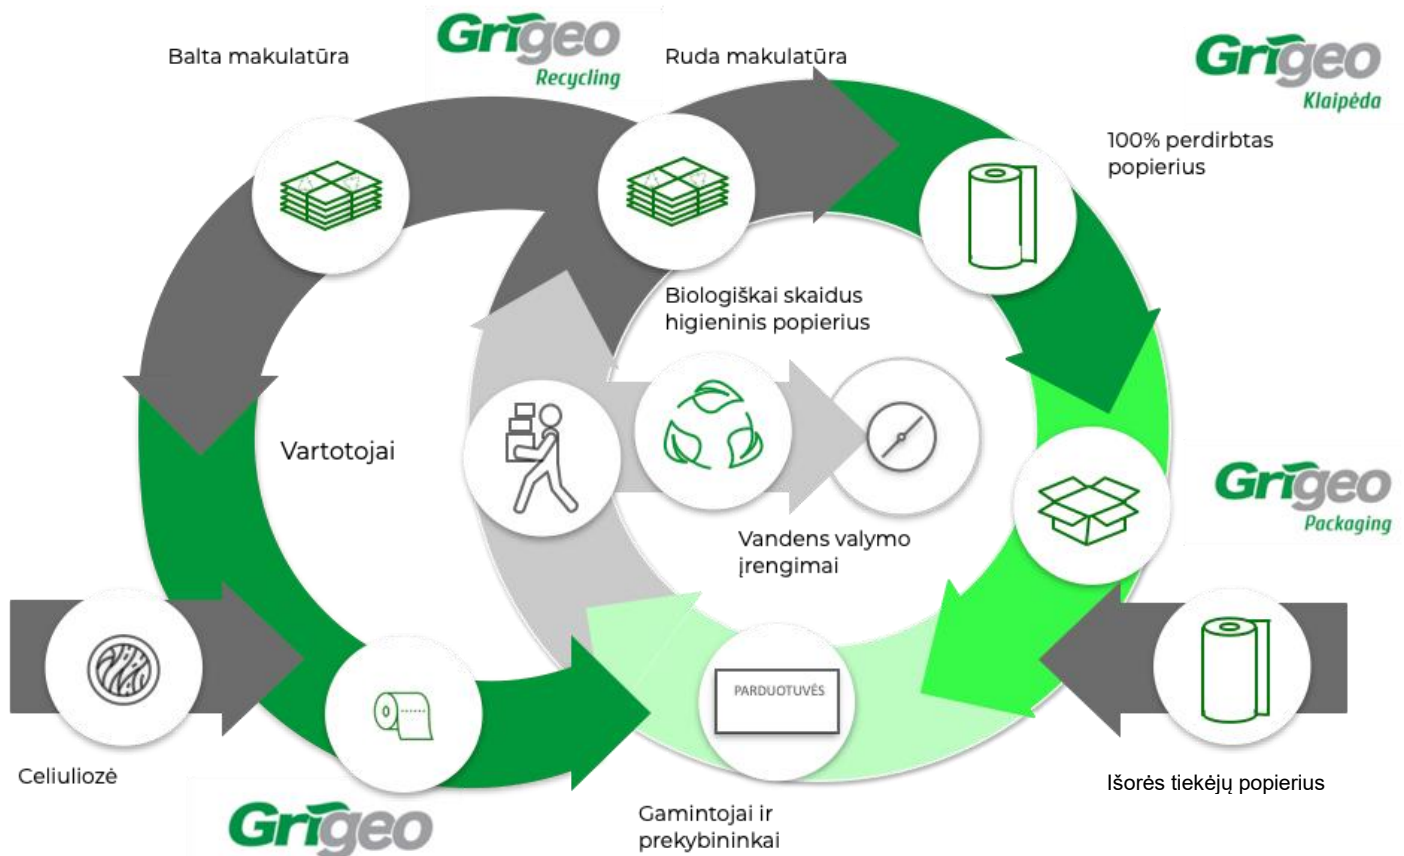 Balta makulatūra
Grigeo
Recycling
Ruda makulatūra
Grigeo
Klaipėda
100% perdirbtas
popierius
Biologiškai skaidus
higieninis popierius
Vartotojai
Grigeo
Packaging
Vandens valymo
įrengimai
PARDUOTUVĖS
Celiuliozė
Išorės tiekėjų popierius
Grigeo
Gamintojai ir
prekybininkai